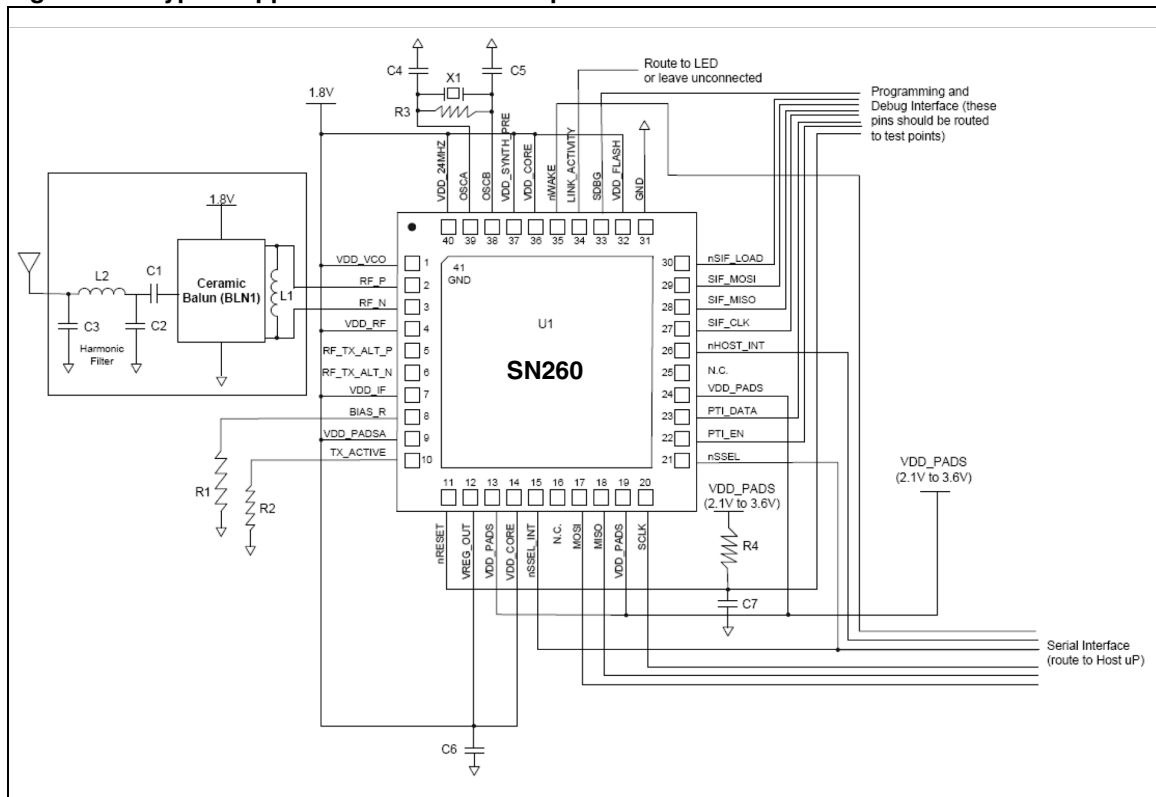 C4
C5
X1
R3
Route to LED
or leave unconnected
Programming and
Debug Interface (these
pins should be routed
to test points)
1.8V
VDD_24MHZ
OSCA
OSCB
VDD_SYNTH_PRE
VDD_CORE
nWAKE
LINK_ACTIVITY
SDBG
VDD_FLASH
GND
40
39
38
37
36
35
34
33
32
31
1.8V
L2
C1
Ceramic
Balun (BLN1)
L1
C3
C2
Harmonic
Filter
VDD_VCO
1
RF_P
2
RF_N
3
VDD_RF
4
RF_TX_ALT_P
5
RF_TX_ALT_N
6
VDD_IF
7
BIAS_R
8
VDD_PADSA
9
TX_ACTIVE
10
41
GND
U1
SN260
30
nSIF_LOAD
29
SIF_MOSI
28
SIF_MISO
27
SIF_CLK
26
nHOST_INT
25
N.C.
24
VDD_PADS
23
PTI_DATA
22
PTI_EN
21
nSSEL
R1
R2
11
12
13
14
15
16
17
18
19
20
nRESET
VREG_OUT
VDD_PADS
VDD_CORE
nSSEL_INT
N.C.
MOSI
MISO
VDD_PADS
SCLK
VDD_PADS
(2.1V to 3.6V)
R4
C7
VDD_PADS
(2.1V to 3.6V)
Serial Interface
(route to Host uP)
C6